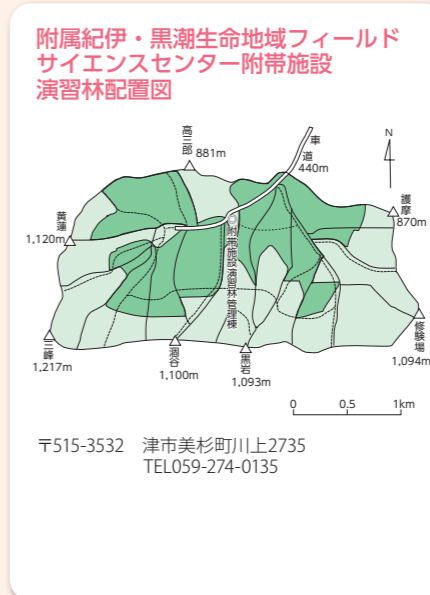 附属紀伊・黒潮生命地域フィールド
サイエンスセンター附帯施設
演習林配置図
高三郎
881m
車道
440m
N
護摩
870m
黄蓮
1,120m
附帯施設演習林管理棟
三峰
1,217m
涸谷
1,100m
黒岩
1,093m
修験場
1,094m
0 0.5 1km
〒515-3532 津市美杉町川上2735
TEL059-274-0135